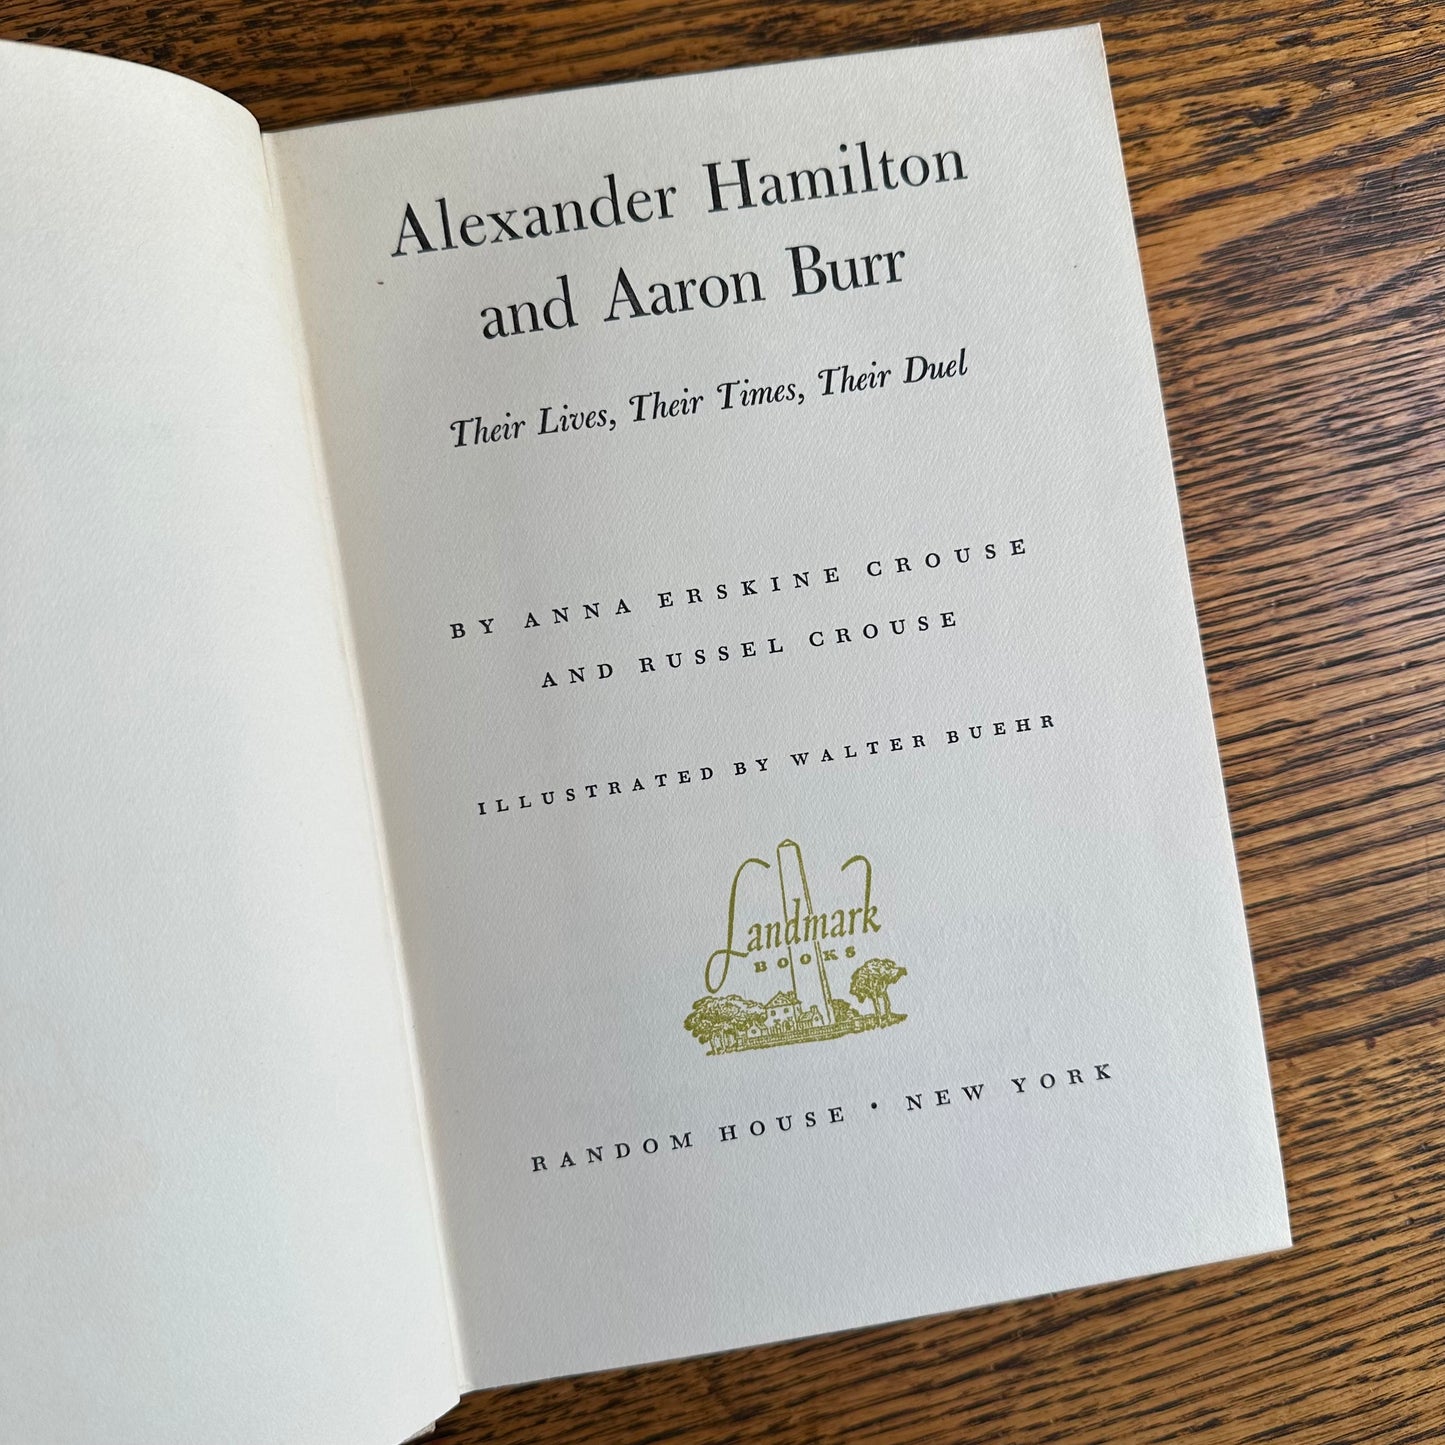 Alexander Hamilton
and Aaron Burr
Their Lives, Their Times, Their Duel
BY ANNA ERSKINE CROUSE
AND RUSSEL CROUSE
ILLUSTRATED BY WALTER BUEHR
Landmark
BOOKS
RANDOM HOUSE • NEW YORK